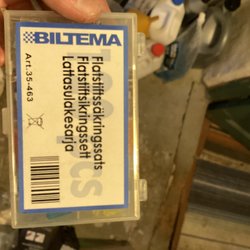 BILTEMA
Art. 35-463
Flatstiftssäkringssats
Flatstiftsikringssett
Lattasulakesarja